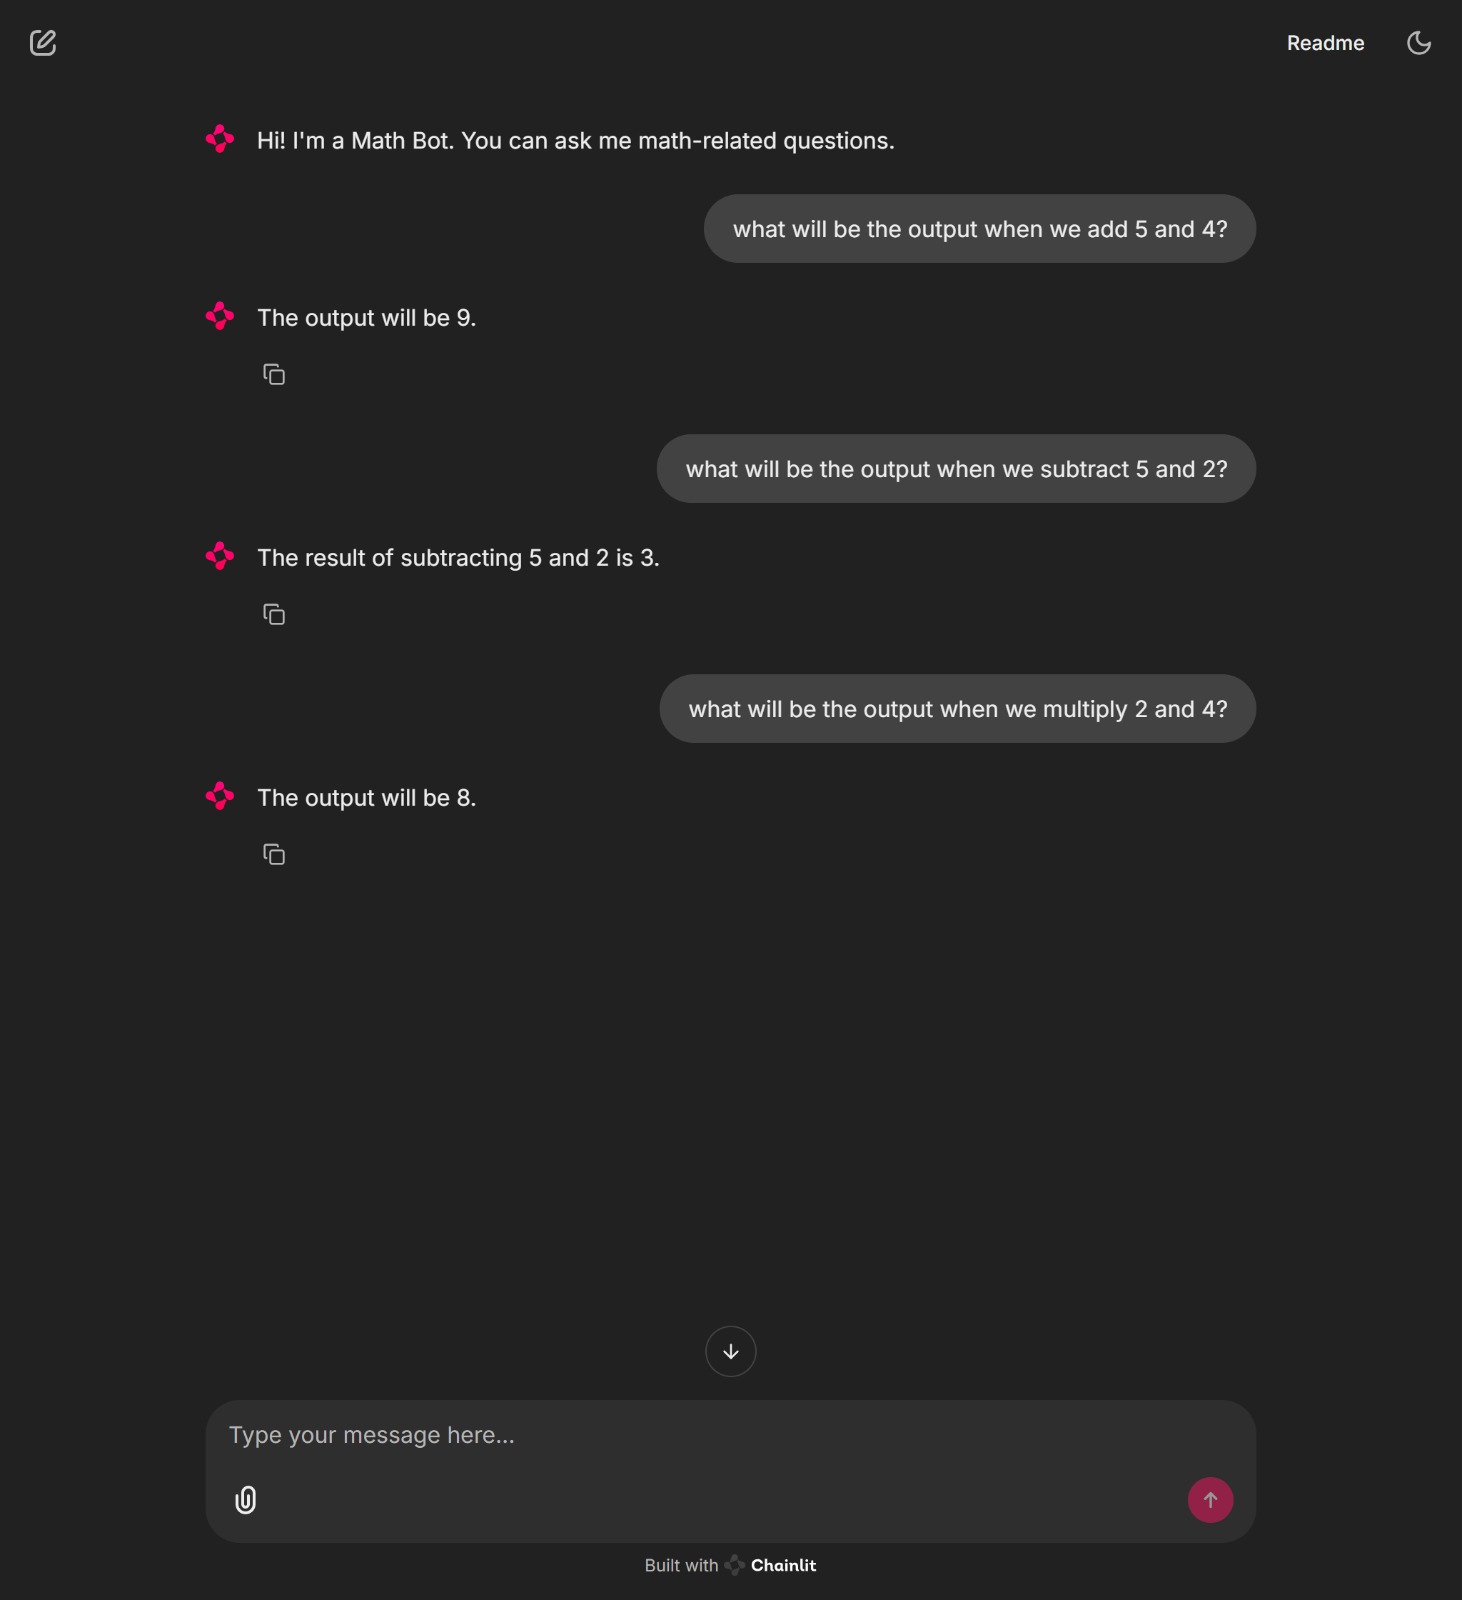 Readme
Hi! I'm a Math Bot. You can ask me math-related questions.
what will be the output when we add 5 and 4?
The output will be 9.
what will be the output when we subtract 5 and 2?
The result of subtracting 5 and 2 is 3.
what will be the output when we multiply 2 and 4?
The output will be 8.
Type your message here...
Built with Chainlit